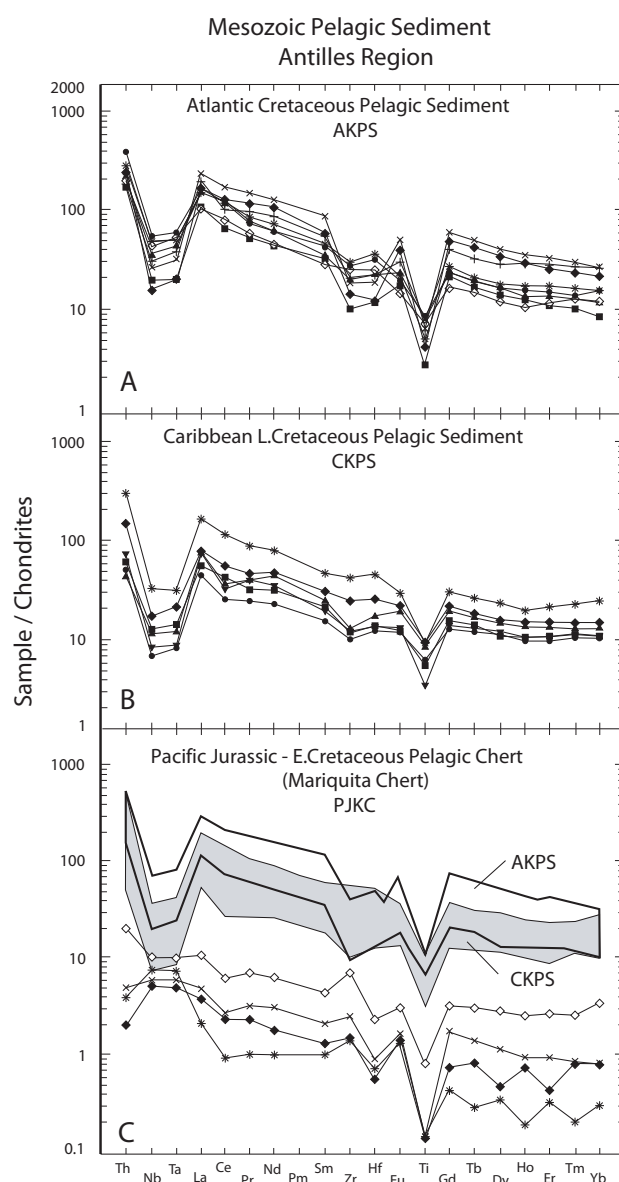 Mesozoic Pelagic Sediment
Antilles Region
2000
Atlantic Cretaceous Pelagic Sediment
1000
AKPS
100
10
A
1
Caribbean L.Cretaceous Pelagic Sediment
1000
CKPS
100
10
B
1
Sample / Chondrites
Pacific Jurassic - E.Cretaceous Pelagic Chert
1000
(Mariquita Chert)
PJKC
AKPS
100
10
CKPS
1
C
0.1
Th Nb Ta La Ce Pr Nd Pm Sm Zr Hf Eu Ti Gd Tb Dy Ho Er Tm Yb